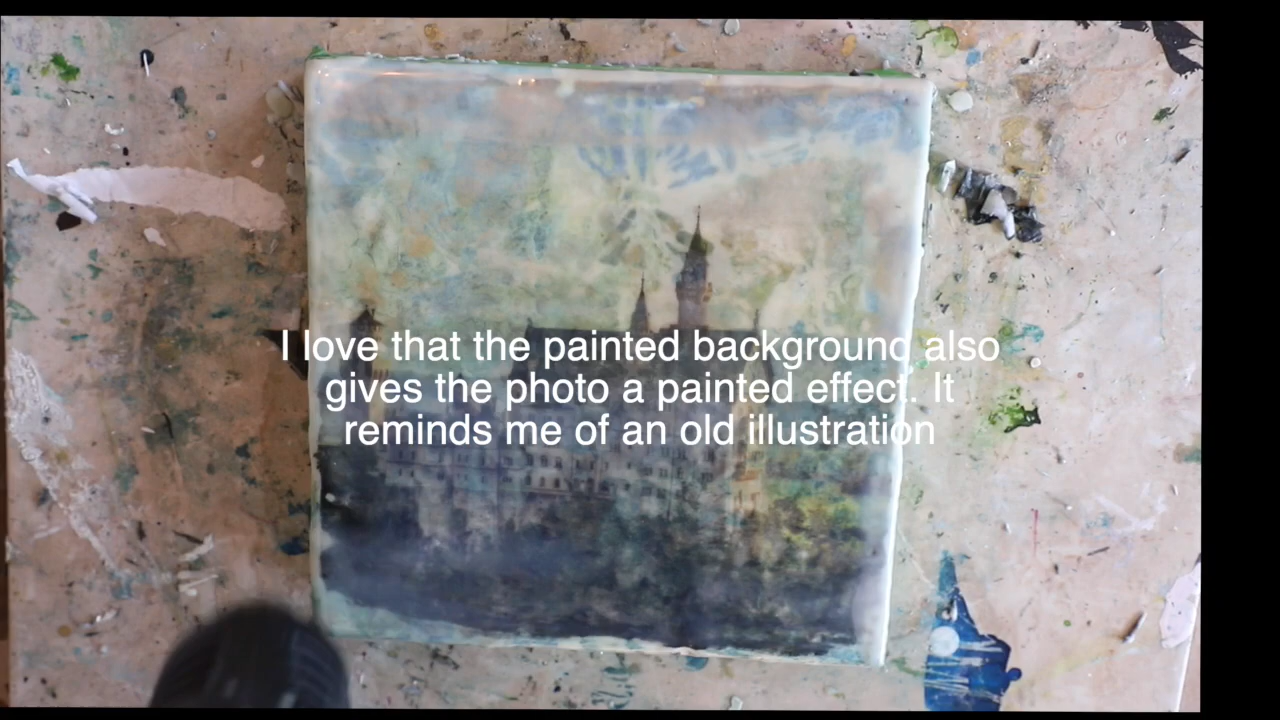 I love that the painted background also
gives the photo a painted effect. It
reminds me of an old illustration